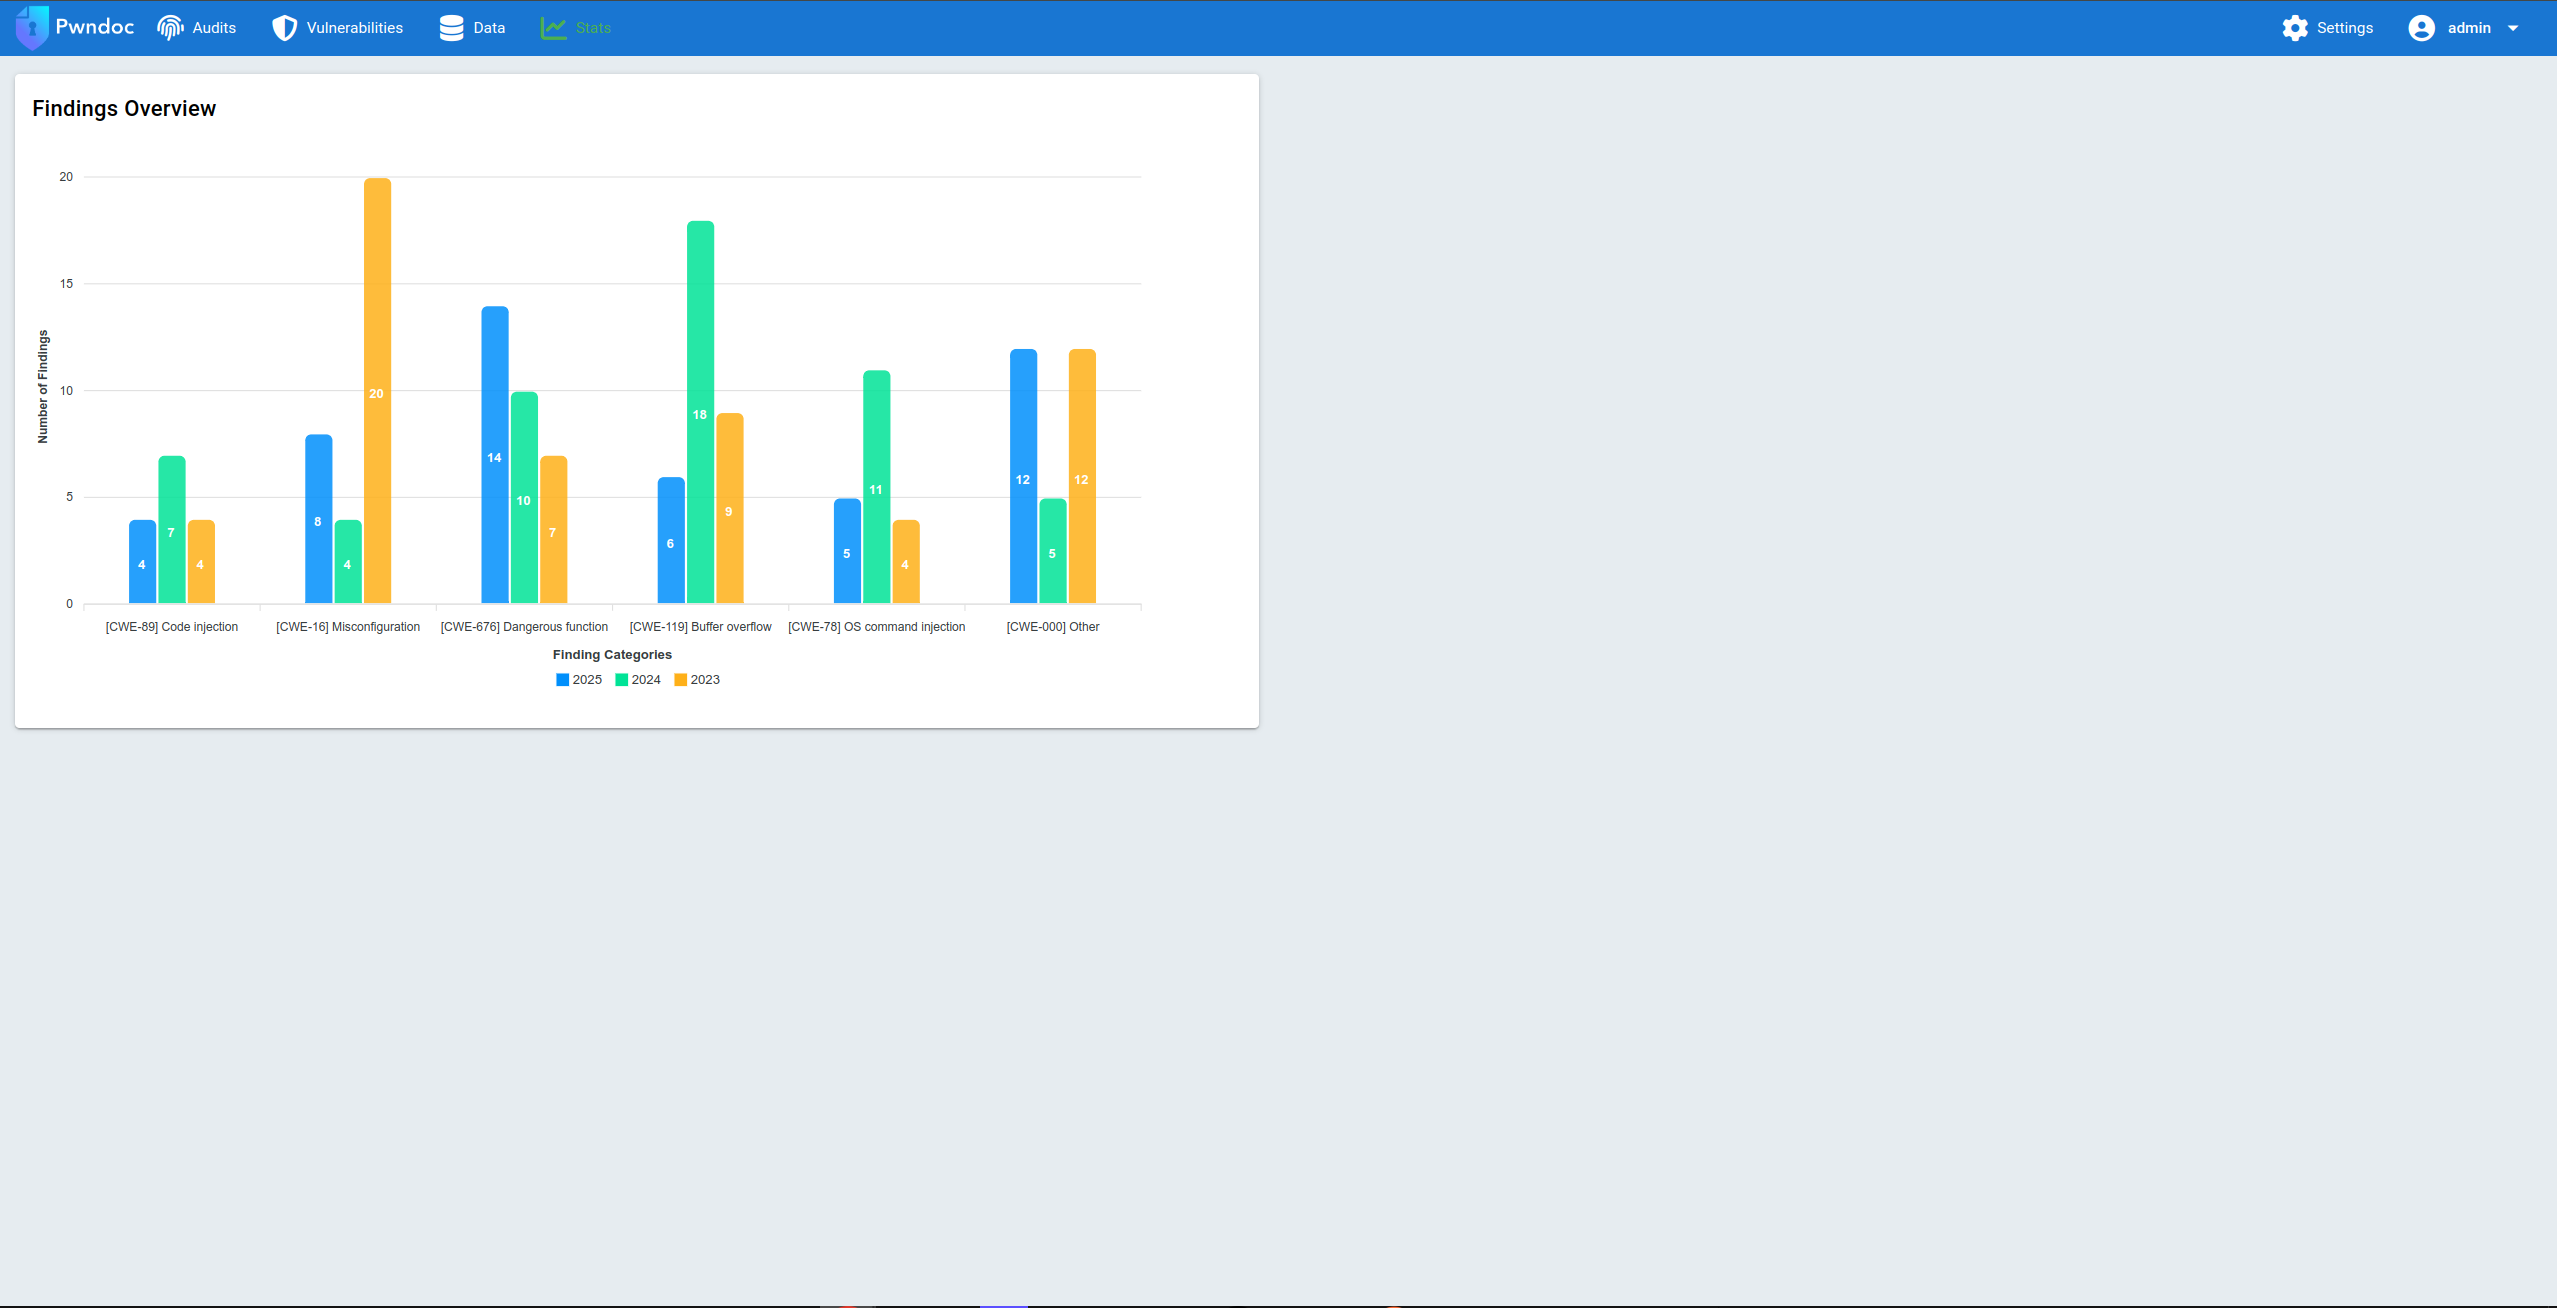 Pwndoc Audits Vulnerabilities Data Stats Settings admin
Findings Overview
20
15
10
5
0
Number of Findings
4 7 4
8 4 20
14 10 7
6 18 9
5 11 4
12 5 12
[CWE-89] Code injection [CWE-16] Misconfiguration [CWE-676] Dangerous function [CWE-119] Buffer overflow [CWE-78] OS command injection [CWE-000] Other
Finding Categories
2025 2024 2023